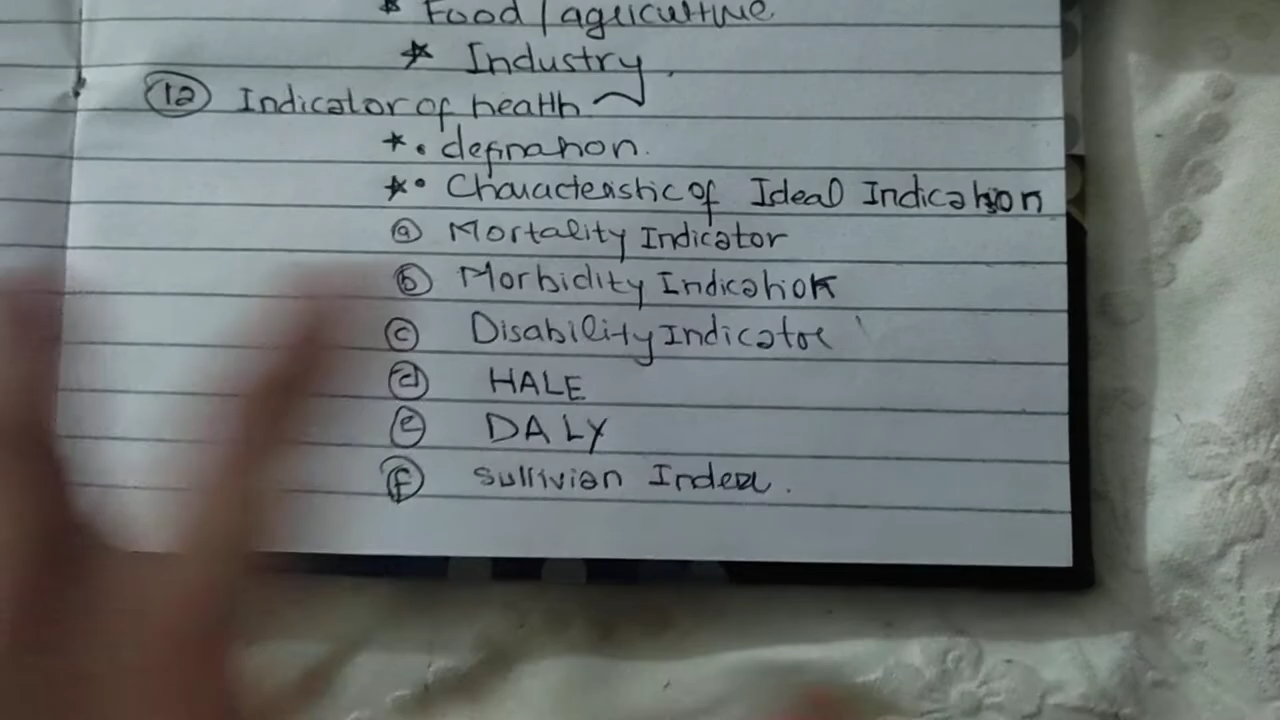 * Food / agriculture
* Industry.
12 Indicator of health
* • defination.
* • Characteristic of Ideal Indication
a Mortality Indicator
b Morbidity Indication
c Disability Indicator
d HALE
e DALY
f Sullivian Index.